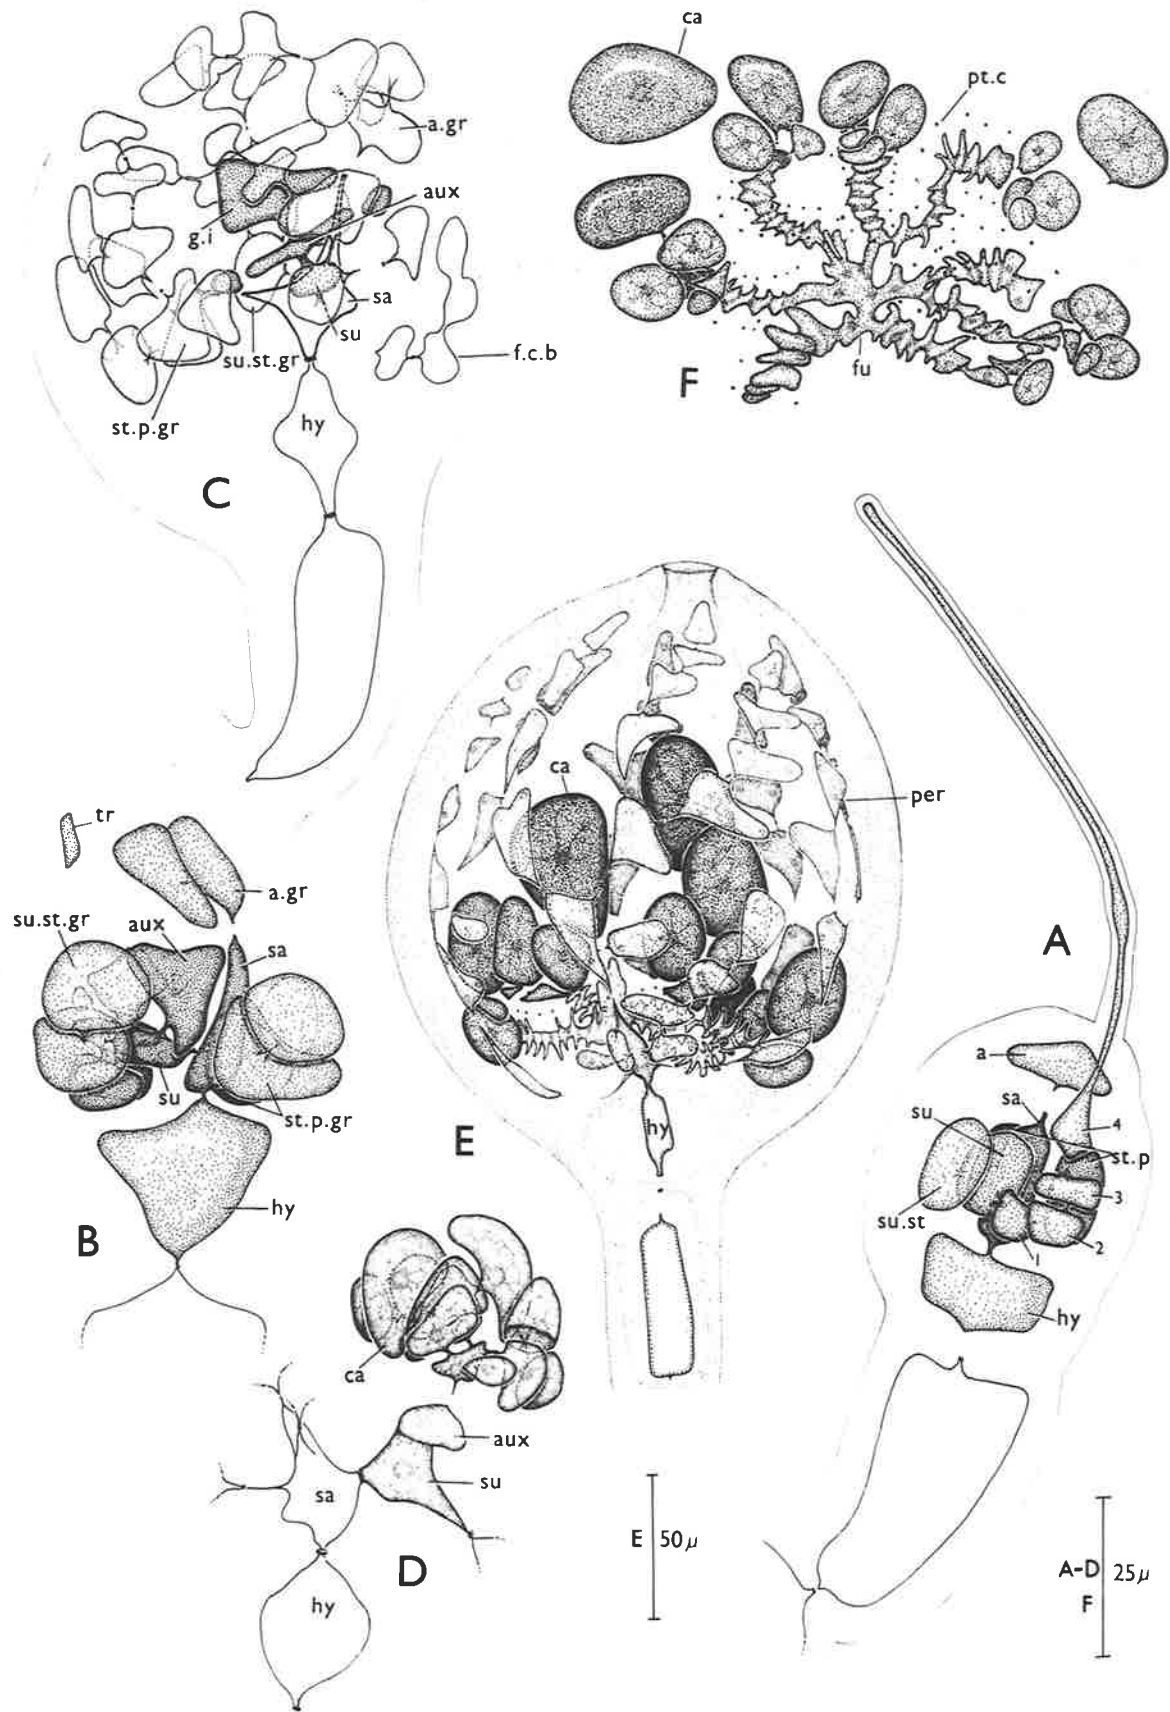 ca
pt.c
a.gr
aux
g.i
sa
su
su.st.gr
f.c.b
st.p.gr
hy
C
fu
F
ca
per
tr
a.gr
su.st.gr
aux
sa
su
st.p.gr
hy
B
E
hy
A
a
sa
4
su
st.p
3
su.st
2
1
hy
ca
aux
su
sa
D
hy
E 50μ
A-D
F
25μ